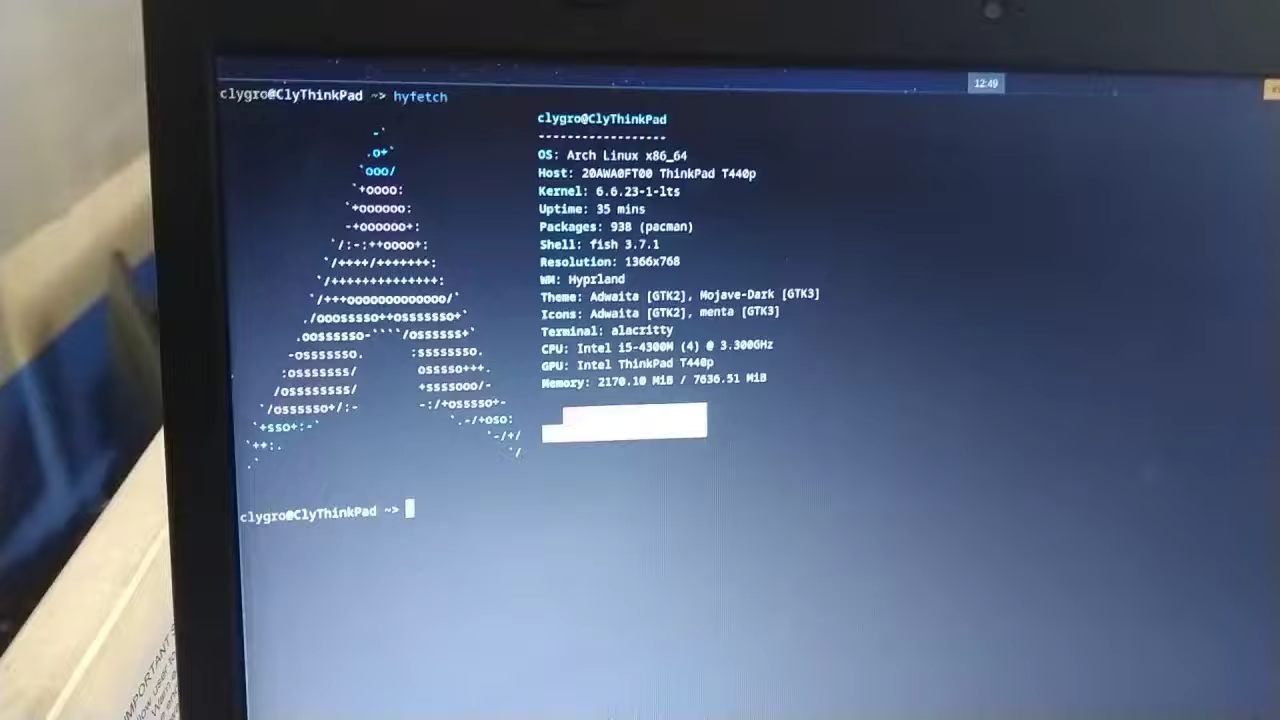 12:49
clygro@ClyThinkPad ~> hyfetch
clygro@ClyThinkPad
------------------
OS: Arch Linux x86_64
Host: 20AWA0FT00 ThinkPad T440p
Kernel: 6.6.23-1-lts
Uptime: 35 mins
Packages: 938 (pacman)
Shell: fish 3.7.1
Resolution: 1366x768
WM: Hyprland
Theme: Adwaita [GTK2], Mojave-Dark [GTK3]
Icons: Adwaita [GTK2], menta [GTK3]
Terminal: alacritty
CPU: Intel i5-4300M (4) @ 3.300GHz
GPU: Intel ThinkPad T440p
Memory: 2170.10 MiB / 7636.51 MiB
clygro@ClyThinkPad ~>
IMPORTANT